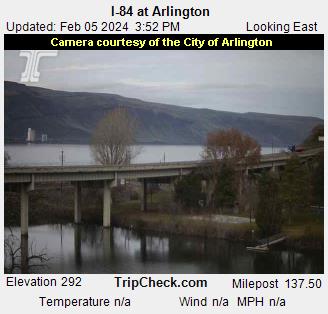 I-84 at Arlington
Updated: Feb 05 2024 3:52 PM Looking East
Camera courtesy of the City of Arlington
Elevation 292 TripCheck.com Milepost 137.50
Temperature n/a Wind n/a MPH n/a